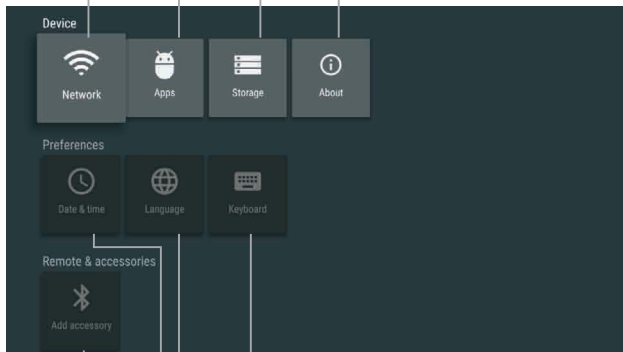 Device
Network Apps Storage About
Preferences
Date & time Language Keyboard
Remote & accessories
Add accessory